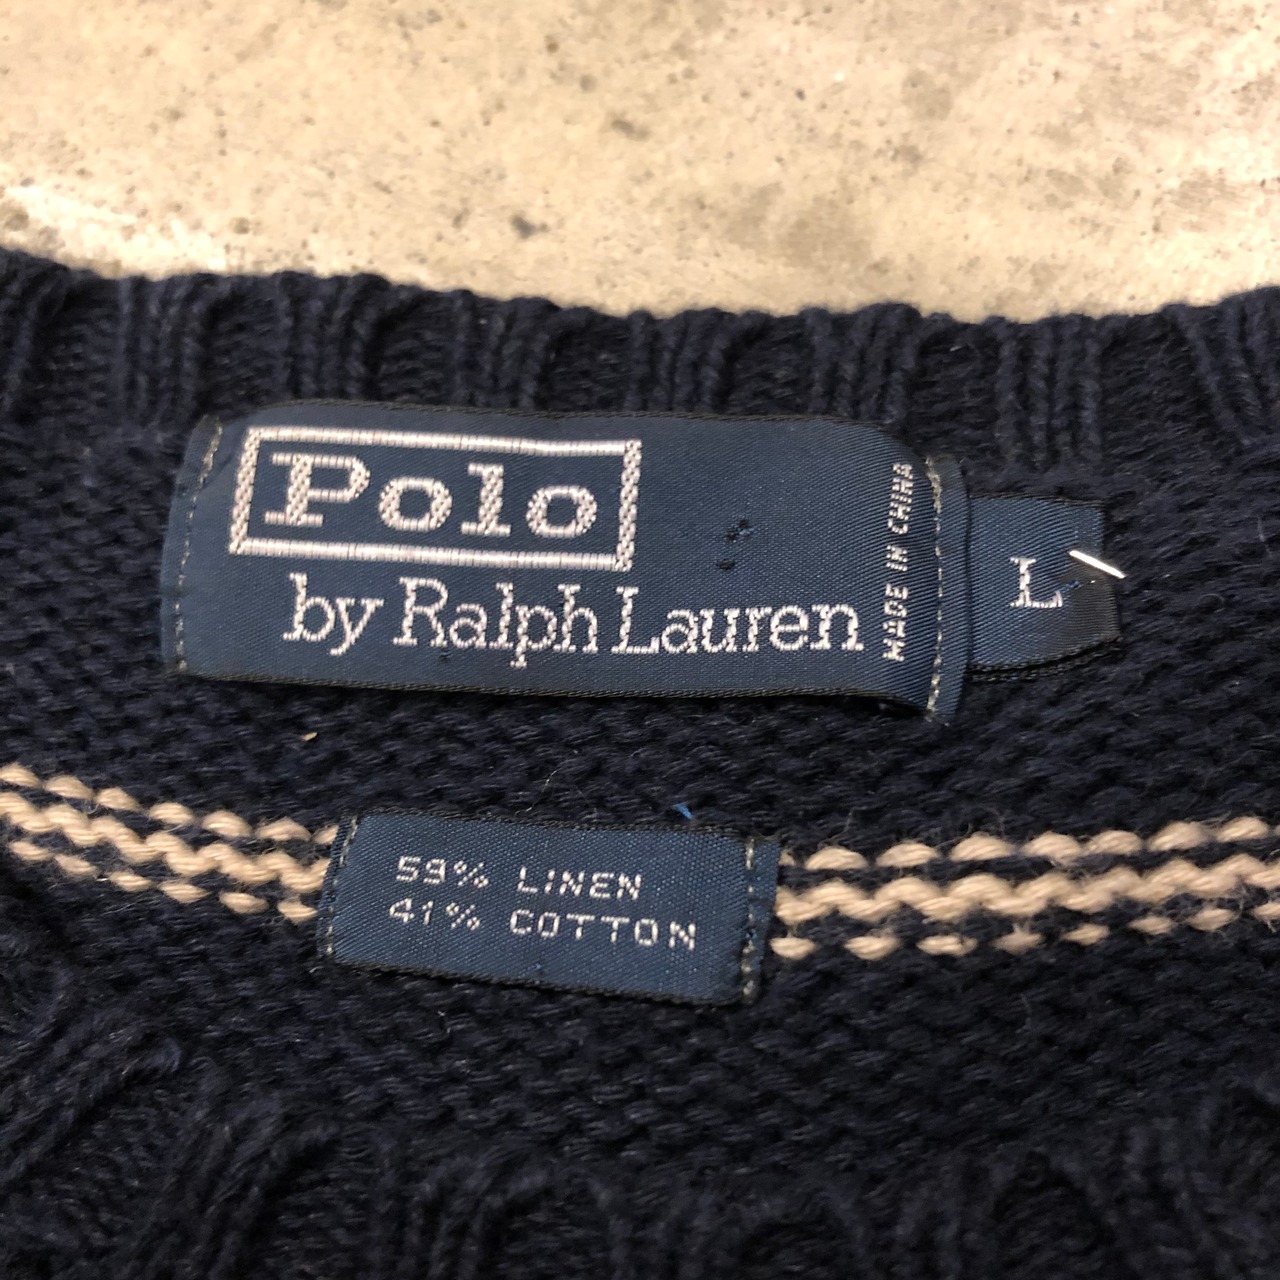 Polo
by Ralph Lauren
MADE IN CHINA
L
59% LINEN
41% COTTON